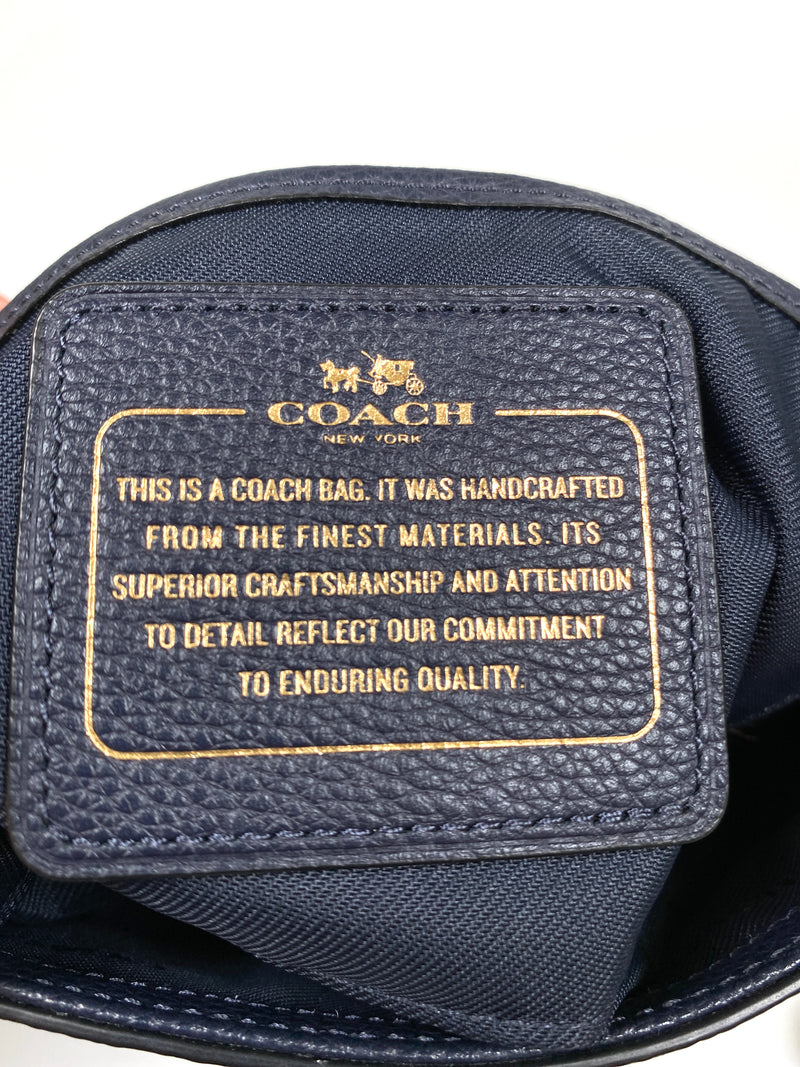 COACH
NEW YORK
THIS IS A COACH BAG. IT WAS HANDCRAFTED
FROM THE FINEST MATERIALS. ITS
SUPERIOR CRAFTSMANSHIP AND ATTENTION
TO DETAIL REFLECT OUR COMMITMENT
TO ENDURING QUALITY.